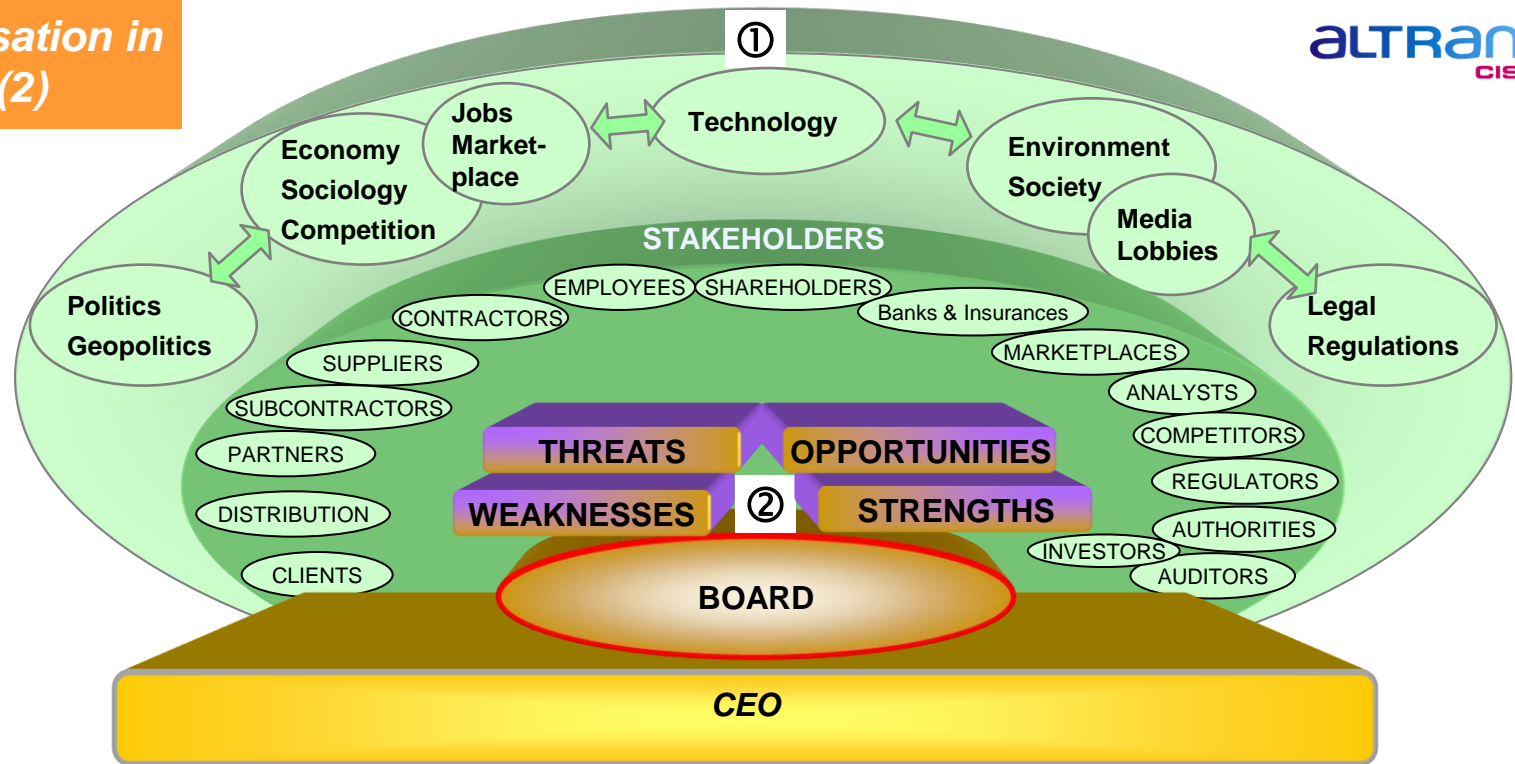 sation in
(2)
①
aLTRan
CIS
Jobs
Market-
place
Technology
Economy
Sociology
Competition
Environment
Society
Media
Lobbies
Politics
Geopolitics
Legal
Regulations
STAKEHOLDERS
EMPLOYEES
SHAREHOLDERS
CONTRACTORS
Banks & Insurances
SUPPLIERS
MARKETPLACES
SUBCONTRACTORS
ANALYSTS
PARTNERS
COMPETITORS
DISTRIBUTION
REGULATORS
CLIENTS
AUTHORITIES
INVESTORS
AUDITORS
THREATS
OPPORTUNITIES
WEAKNESSES
②
STRENGTHS
BOARD
CEO